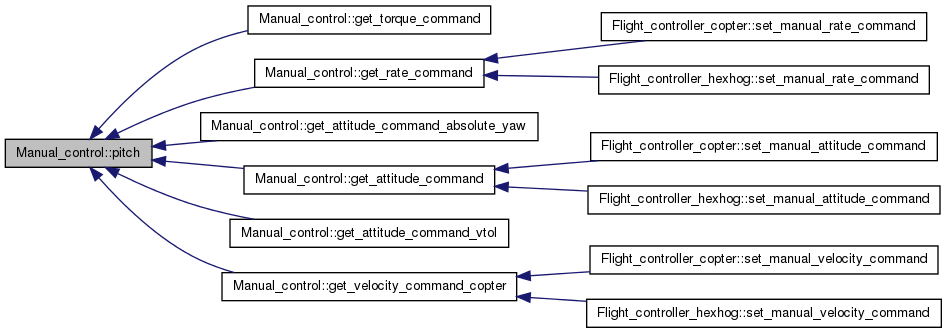 Manual_control::pitch
Manual_control::get_torque_command
Manual_control::get_rate_command
Flight_controller_copter::set_manual_rate_command
Flight_controller_hexhog::set_manual_rate_command
Manual_control::get_attitude_command_absolute_yaw
Manual_control::get_attitude_command
Flight_controller_copter::set_manual_attitude_command
Flight_controller_hexhog::set_manual_attitude_command
Manual_control::get_attitude_command_vtol
Manual_control::get_velocity_command_copter
Flight_controller_copter::set_manual_velocity_command
Flight_controller_hexhog::set_manual_velocity_command